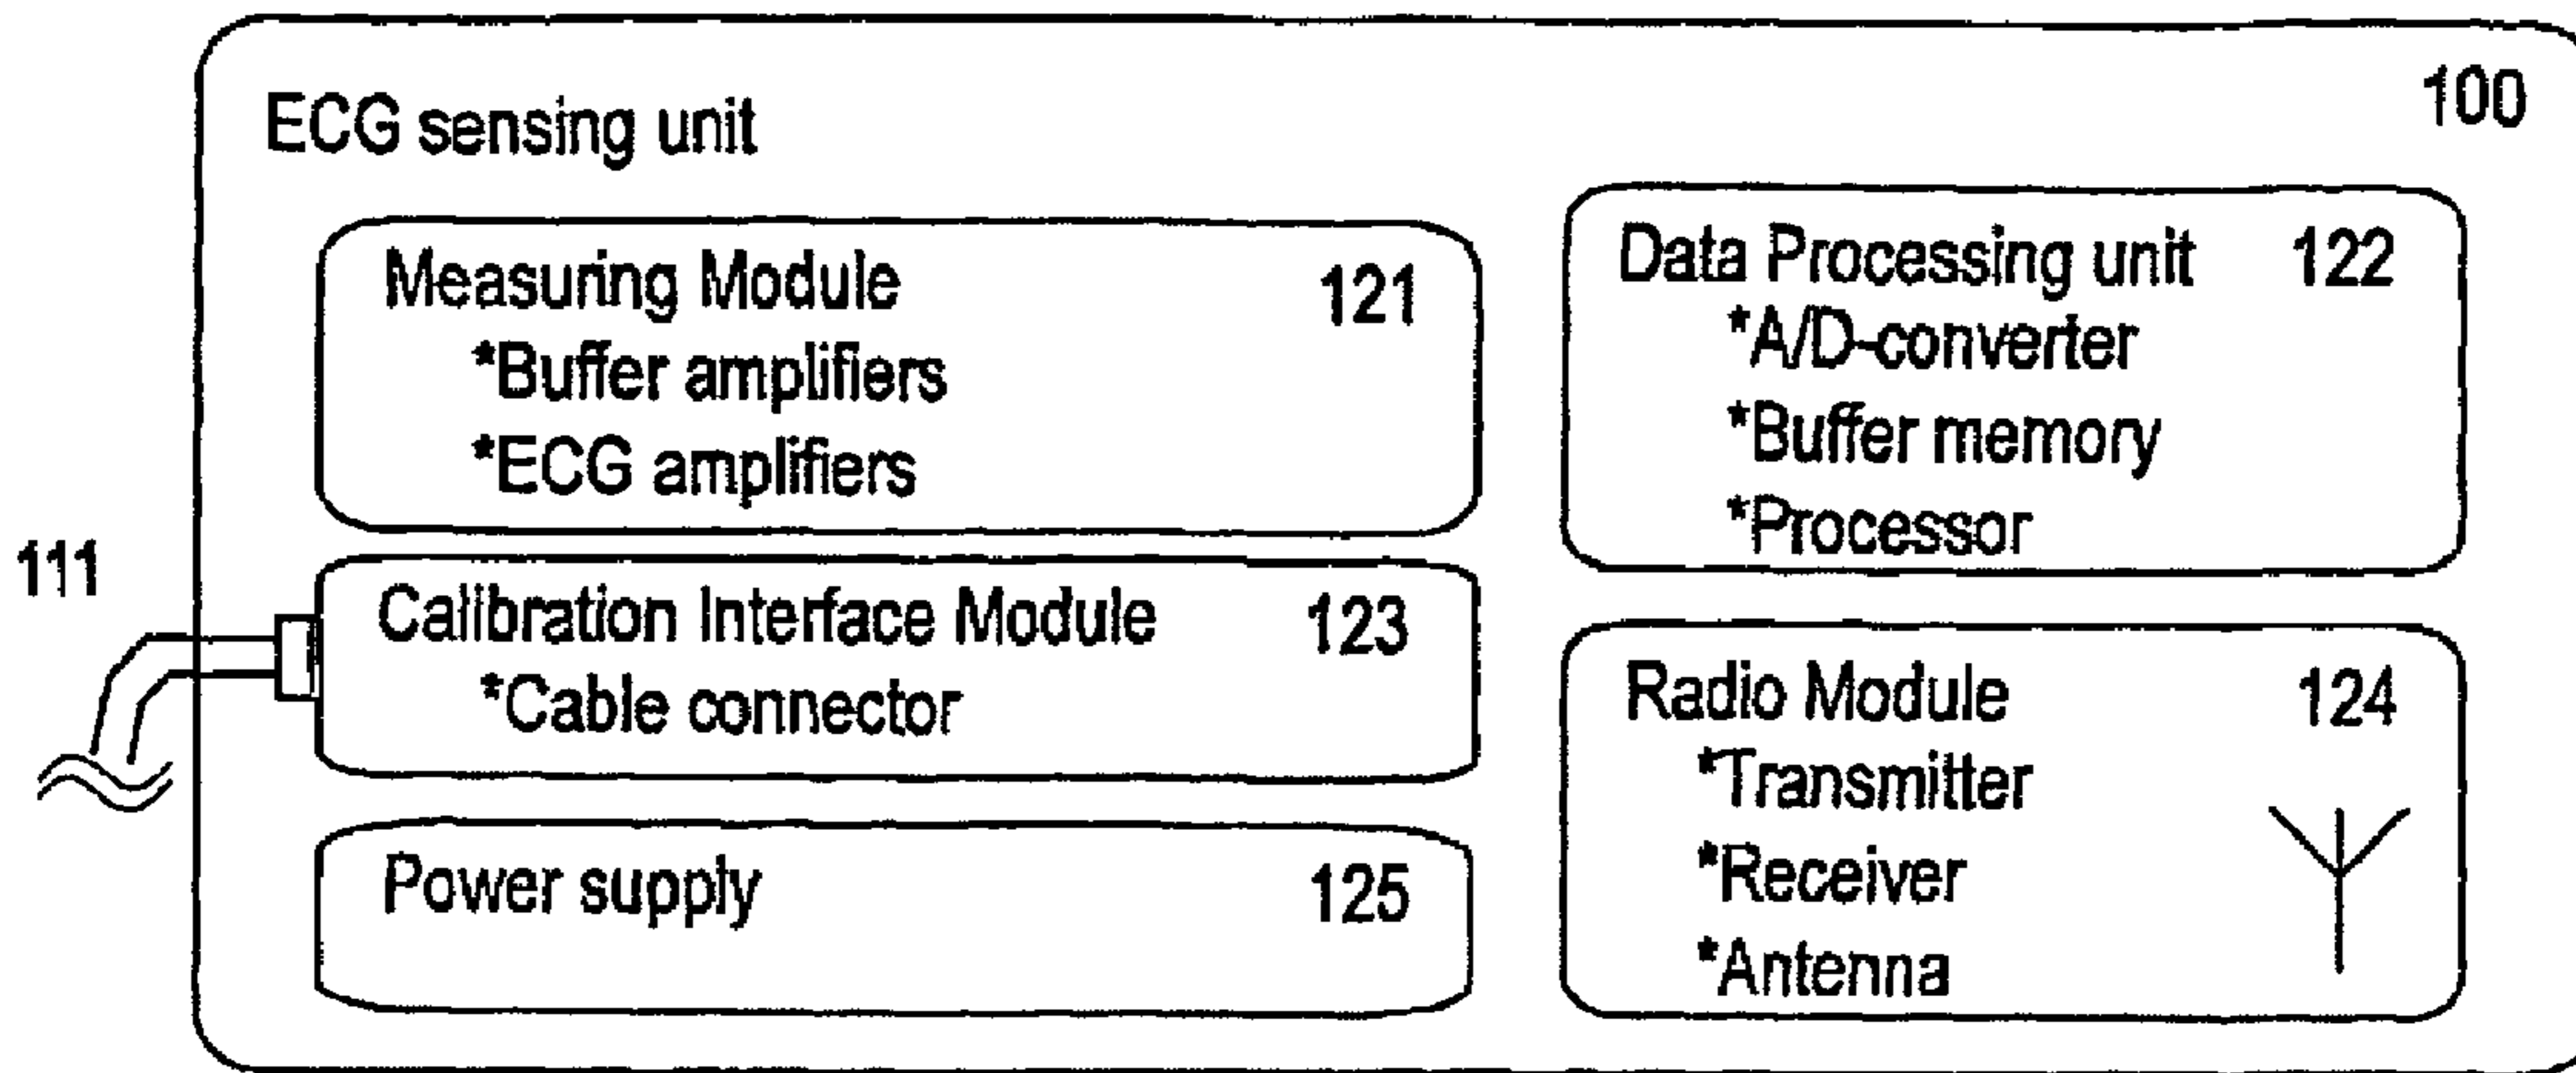 100
ECG sensing unit
Measuring Module 121
*Buffer amplifiers
*ECG amplifiers
Data Processing unit 122
*A/D-converter
*Buffer memory
*Processor
111
Calibration Interface Module 123
*Cable connector
Radio Module 124
*Transmitter
*Receiver
*Antenna
Power supply 125